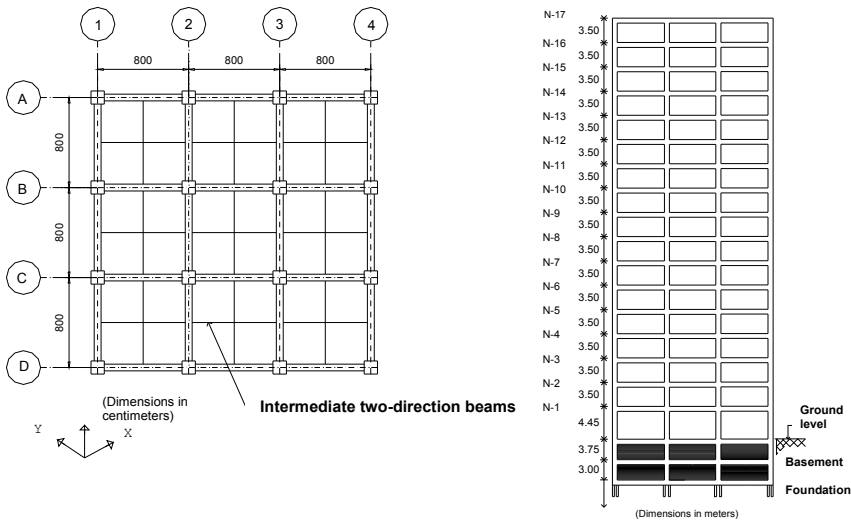 1
2
3
4
800
800
800
A
B
C
D
800
800
800
(Dimensions in
centimeters)
Intermediate two-direction beams
Y
X
N-17
3.50
N-16
3.50
N-15
3.50
N-14
3.50
N-13
3.50
N-12
3.50
N-11
3.50
N-10
3.50
N-9
3.50
N-8
3.50
N-7
3.50
N-6
3.50
N-5
3.50
N-4
3.50
N-3
3.50
N-2
3.50
N-1
4.45
3.75
3.00
Ground
level
Basement
Foundation
(Dimensions in meters)